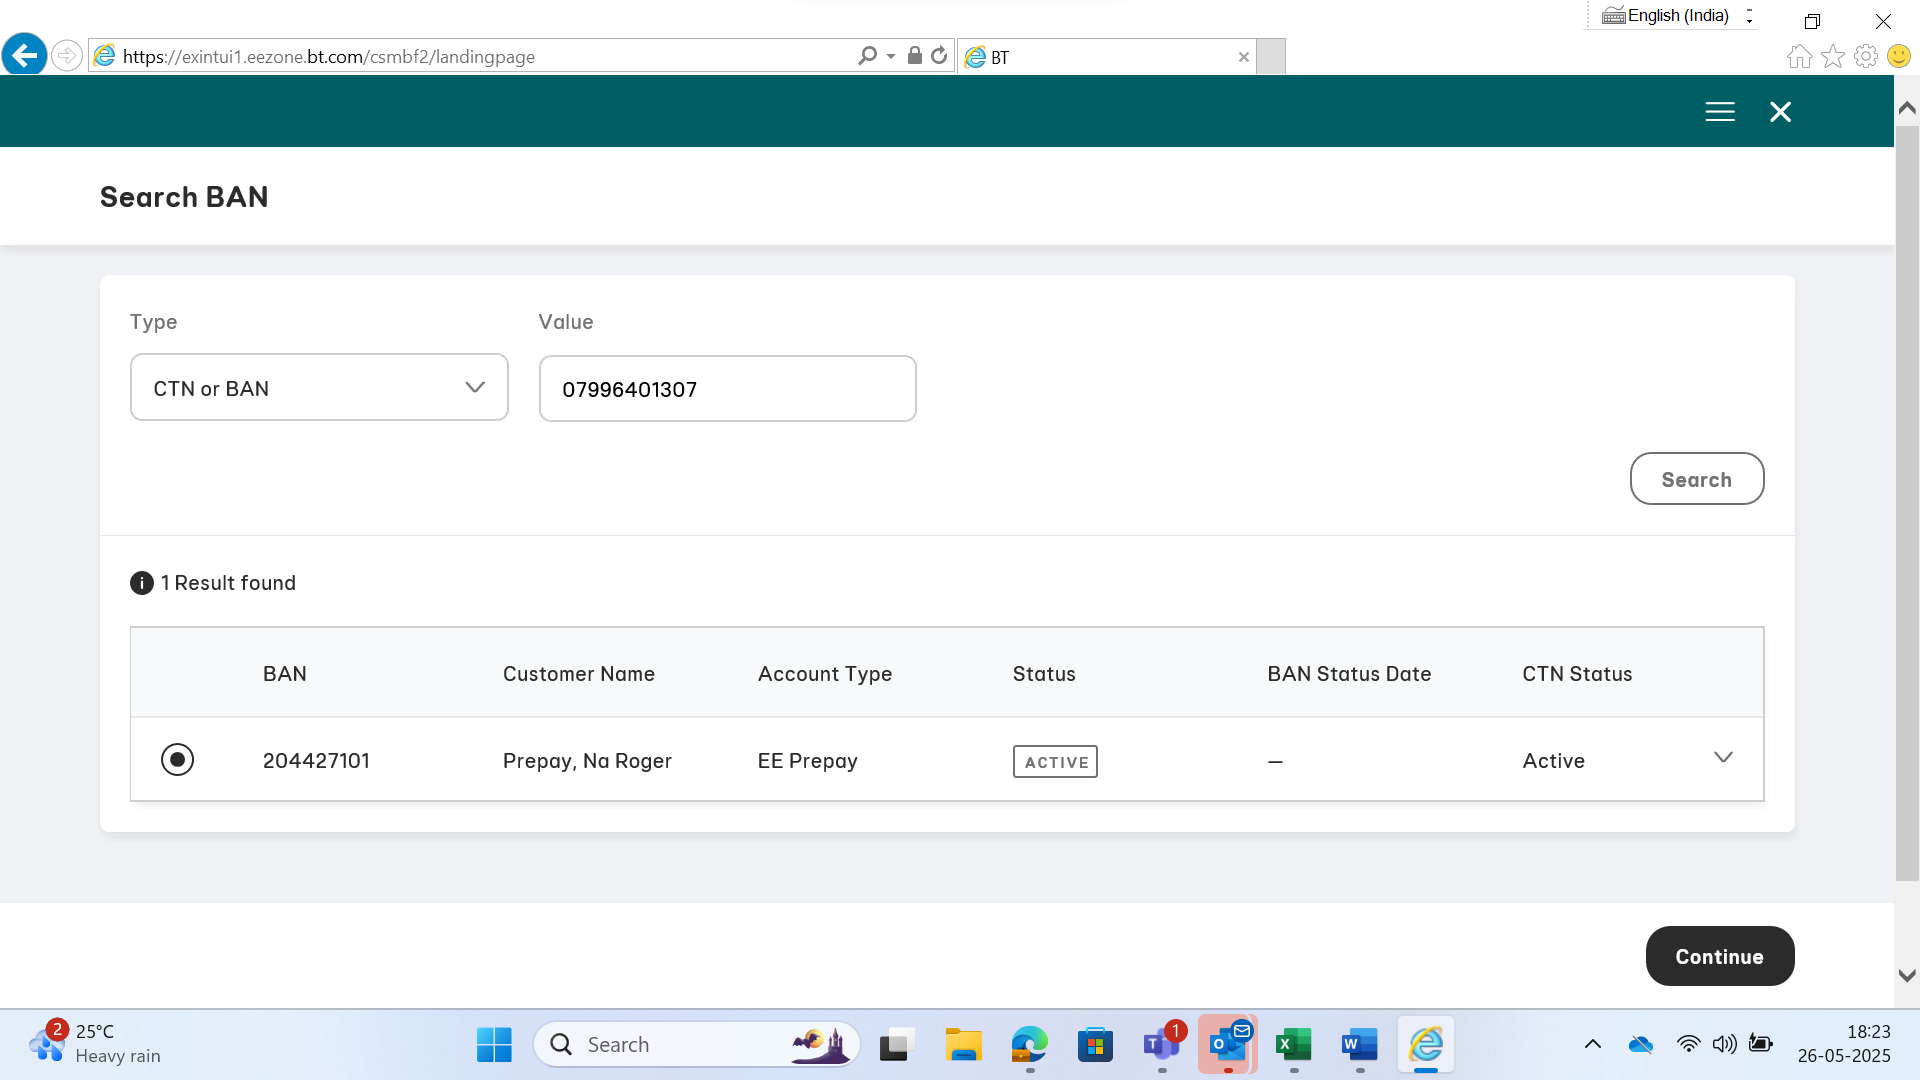 English (India)
https://exintui1.eezone.bt.com/csmbf2/landingpage
BT
Search BAN
Type
Value
CTN or BAN
07996401307
Search
1 Result found
BAN
Customer Name
Account Type
Status
BAN Status Date
CTN Status
204427101
Prepay, Na Roger
EE Prepay
ACTIVE
–
Active
Continue
2
25°C
Heavy rain
Search
1
18:23
26-05-2025